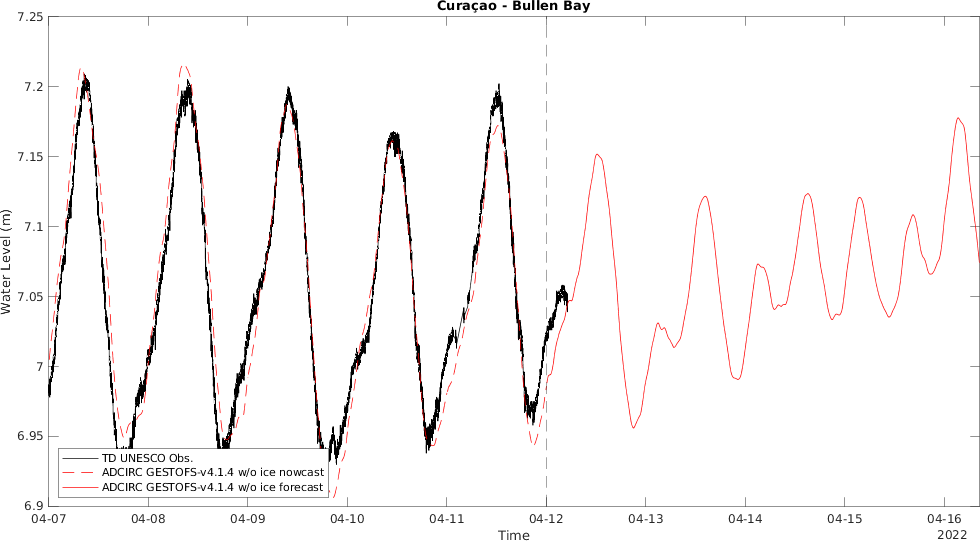 Curaçao - Bullen Bay
7.25
7.2
7.15
7.1
7.05
7
6.95
6.9
Water Level (m)
TD UNESCO Obs.
ADCIRC GESTOFS-v4.1.4 w/o ice nowcast
ADCIRC GESTOFS-v4.1.4 w/o ice forecast
04-07 04-08 04-09 04-10 04-11 04-12 04-13 04-14 04-15 04-16
Time
2022